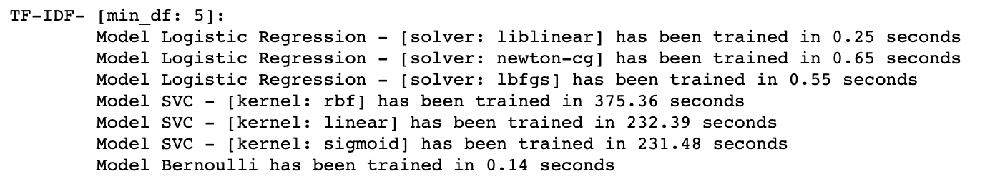 TF-IDF- [min_df: 5]:
Model Logistic Regression - [solver: liblinear] has been trained in 0.25 seconds
Model Logistic Regression - [solver: newton-cg] has been trained in 0.65 seconds
Model Logistic Regression - [solver: lbfgs] has been trained in 0.55 seconds
Model SVC - [kernel: rbf] has been trained in 375.36 seconds
Model SVC - [kernel: linear] has been trained in 232.39 seconds
Model SVC - [kernel: sigmoid] has been trained in 231.48 seconds
Model Bernoulli has been trained in 0.14 seconds